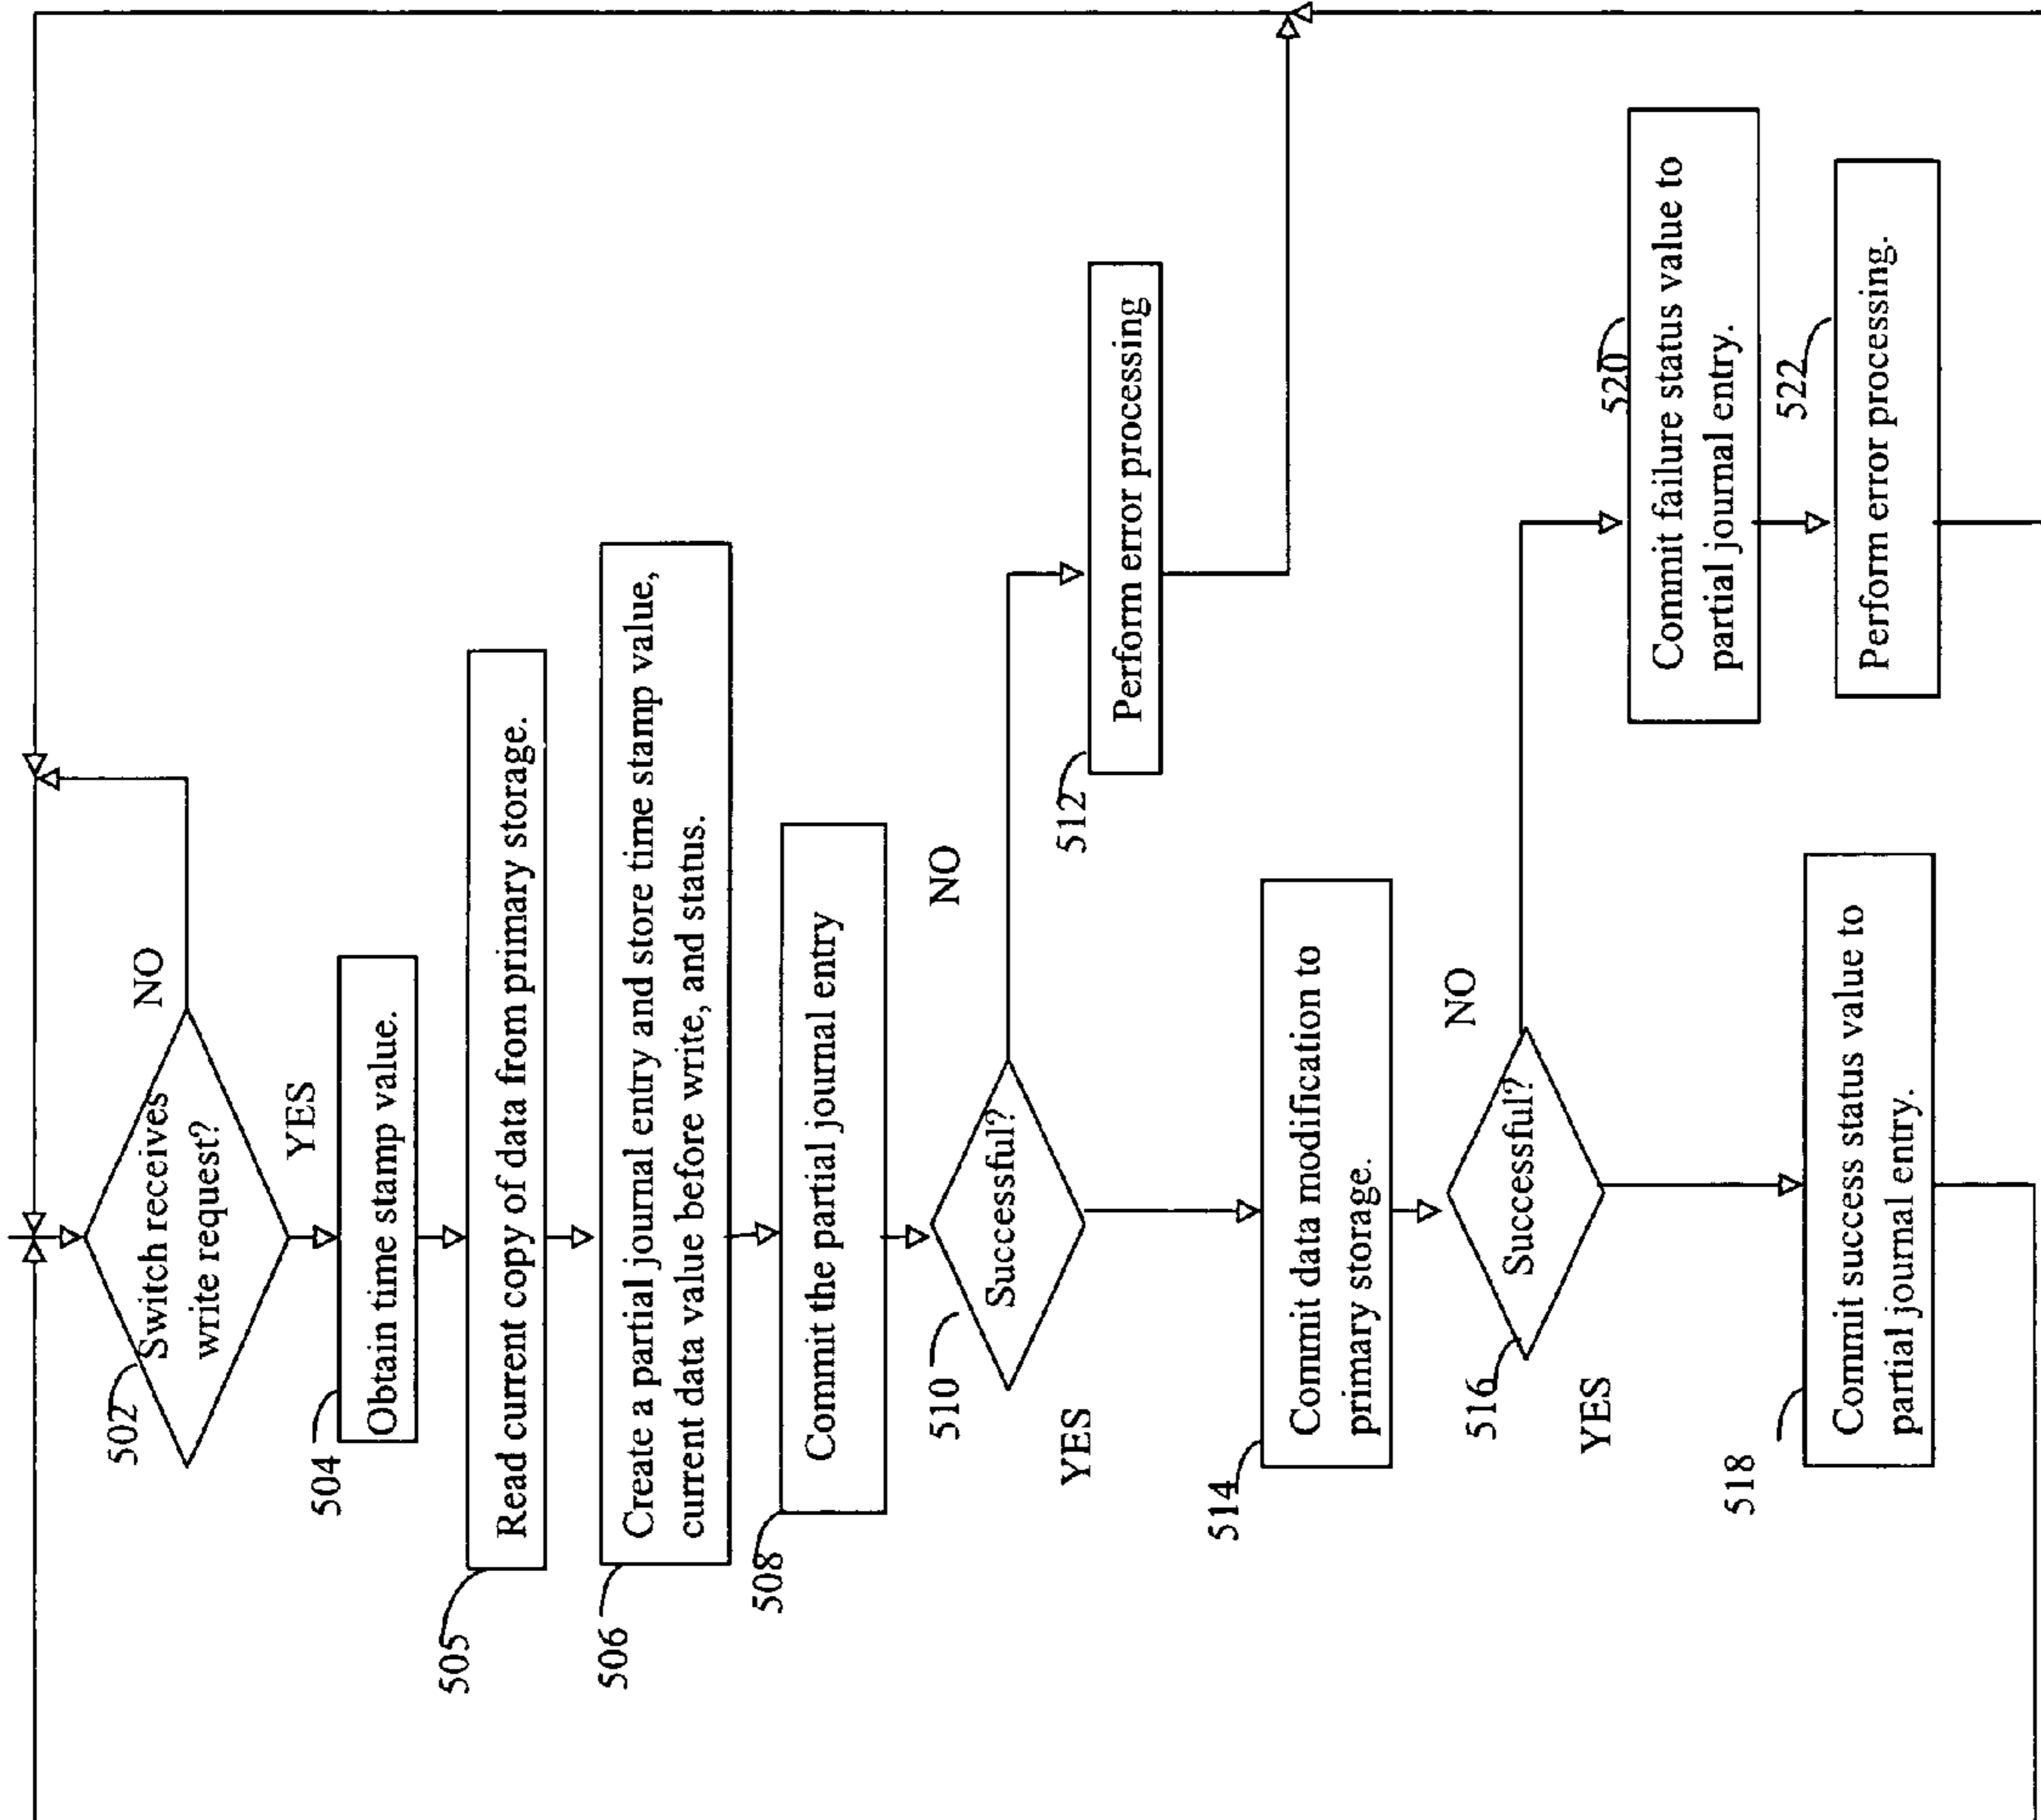 502
Switch receives
write request?
NO
YES
504
Obtain time stamp value.
505
Read current copy of data from primary storage.
506
Create a partial journal entry and store time stamp value,
current data value before write, and status.
508
Commit the partial journal entry
510
Successful?
NO
512
Perform error processing
YES
514
Commit data modification to
primary storage.
516
Successful?
NO
520
Commit failure status value to
partial journal entry.
522
Perform error processing.
YES
518
Commit success status value to
partial journal entry.